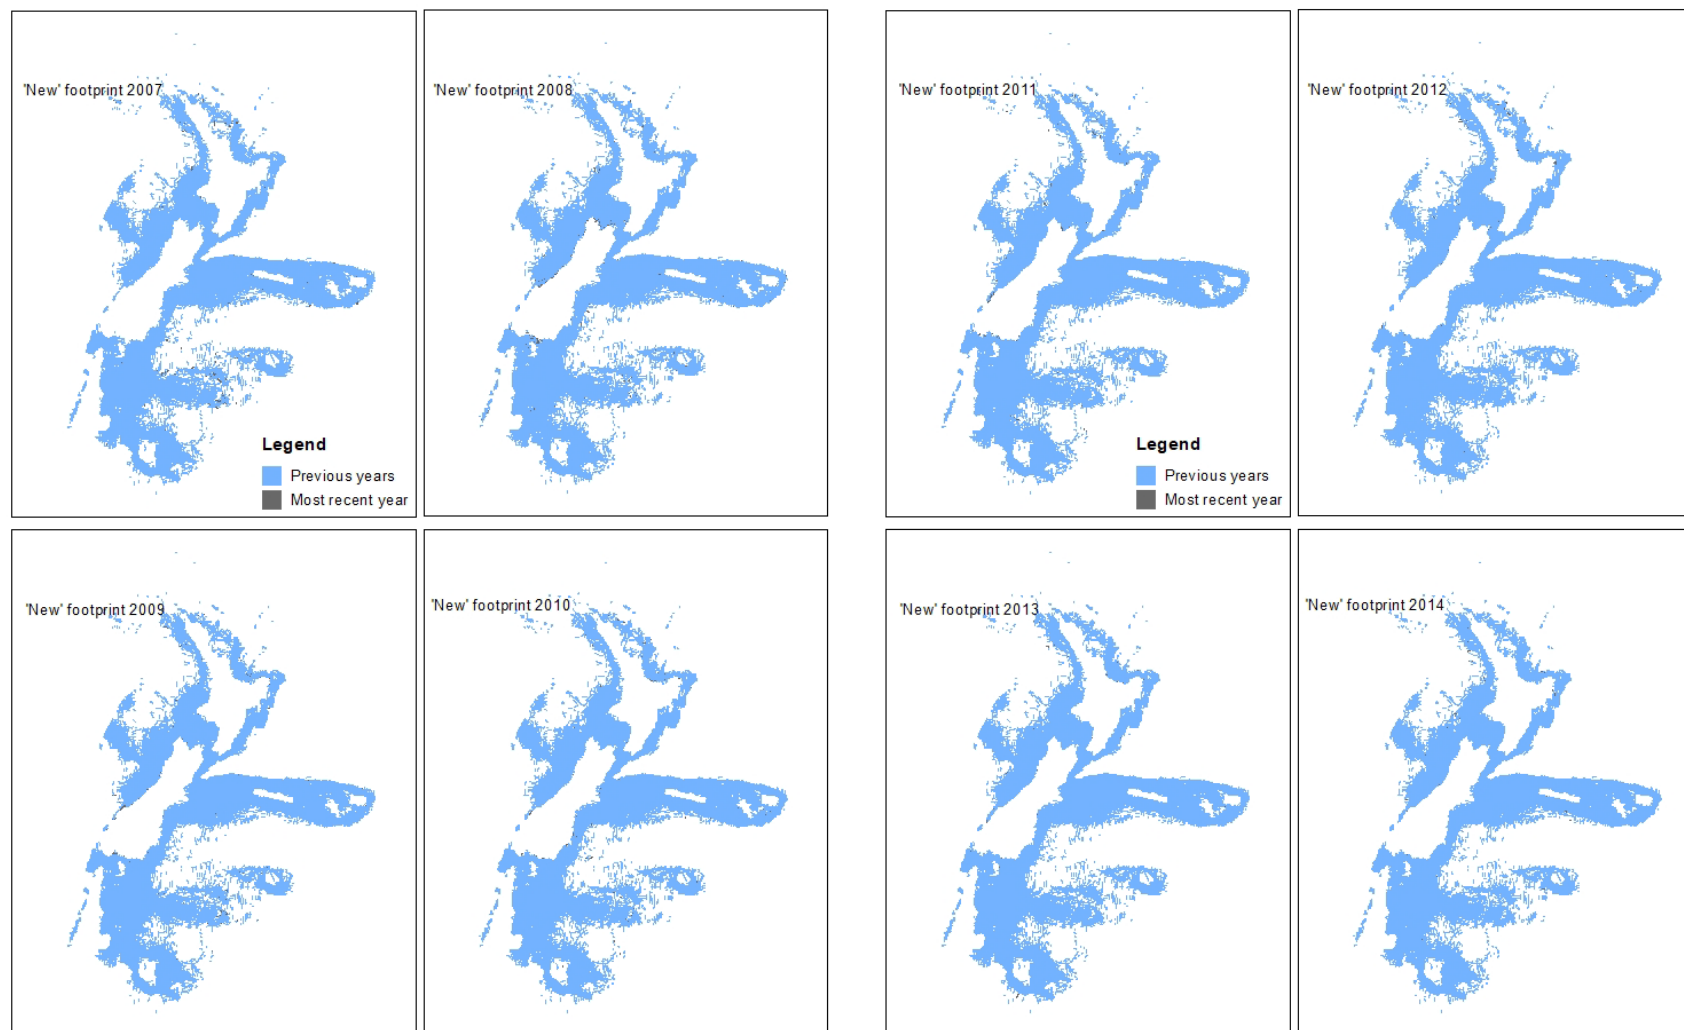 'New' footprint 2007
'New' footprint 2008
Legend
Previous years
Most recent year
'New' footprint 2009
'New' footprint 2010
'New' footprint 2011
'New' footprint 2012
Legend
Previous years
Most recent year
'New' footprint 2013
'New' footprint 2014